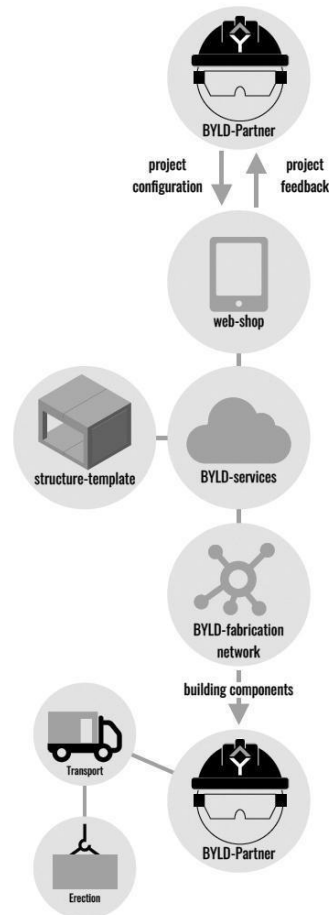 BYLD-Partner
project
configuration
project
feedback
web-shop
structure-template
BYLD-services
BYLD-fabrication
network
building components
Transport
BYLD-Partner
Erection